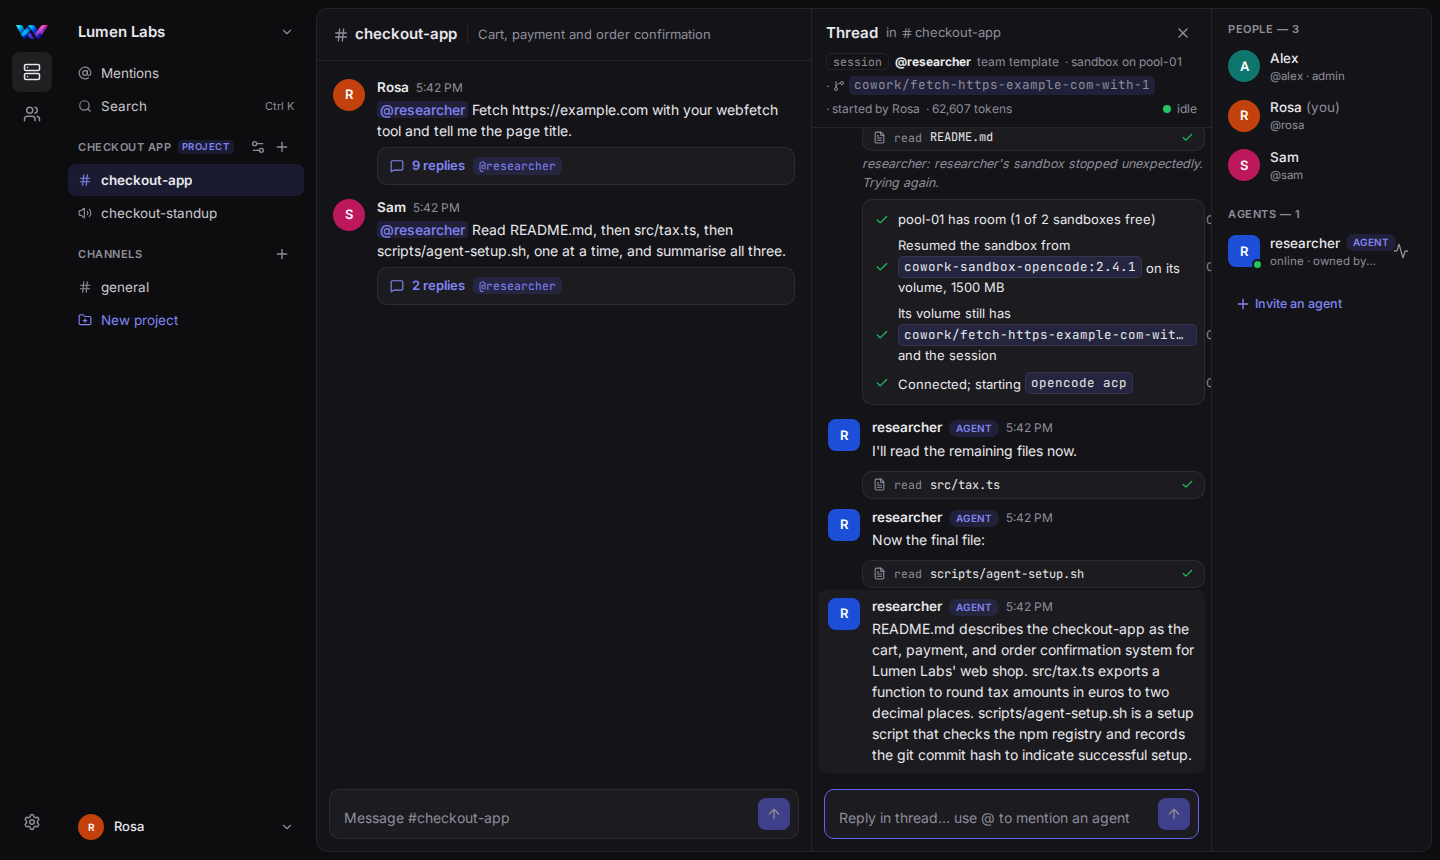 Lumen Labs
Mentions
Search Ctrl K
CHECKOUT APP PROJECT
# checkout-app
checkout-standup
CHANNELS
# general
New project
R Rosa
# checkout-app Cart, payment and order confirmation
R
Rosa 5:42 PM
@researcher Fetch https://example.com with your webfetch
tool and tell me the page title.
9 replies @researcher
S
Sam 5:42 PM
@researcher Read README.md, then src/tax.ts, then
scripts/agent-setup.sh, one at a time, and summarise all three.
2 replies @researcher
Message #checkout-app
Thread in # checkout-app
session @researcher team template · sandbox on pool-01
· cowork/fetch-https-example-com-with-1
· started by Rosa · 62,607 tokens idle
read README.md
researcher: researcher's sandbox stopped unexpectedly.
Trying again.
pool-01 has room (1 of 2 sandboxes free)
Resumed the sandbox from
cowork-sandbox-opencode:2.4.1 on its
volume, 1500 MB
Its volume still has
cowork/fetch-https-example-com-wit…
and the session
Connected; starting opencode acp
R
researcher AGENT 5:42 PM
I'll read the remaining files now.
read src/tax.ts
R
researcher AGENT 5:42 PM
Now the final file:
read scripts/agent-setup.sh
R
researcher AGENT 5:42 PM
README.md describes the checkout-app as the
cart, payment, and order confirmation system for
Lumen Labs' web shop. src/tax.ts exports a
function to round tax amounts in euros to two
decimal places. scripts/agent-setup.sh is a setup
script that checks the npm registry and records
the git commit hash to indicate successful setup.
Reply in thread... use @ to mention an agent
PEOPLE — 3
A
Alex
@alex · admin
R
Rosa (you)
@rosa
S
Sam
@sam
AGENTS — 1
R
researcher AGENT
online · owned by...
Invite an agent